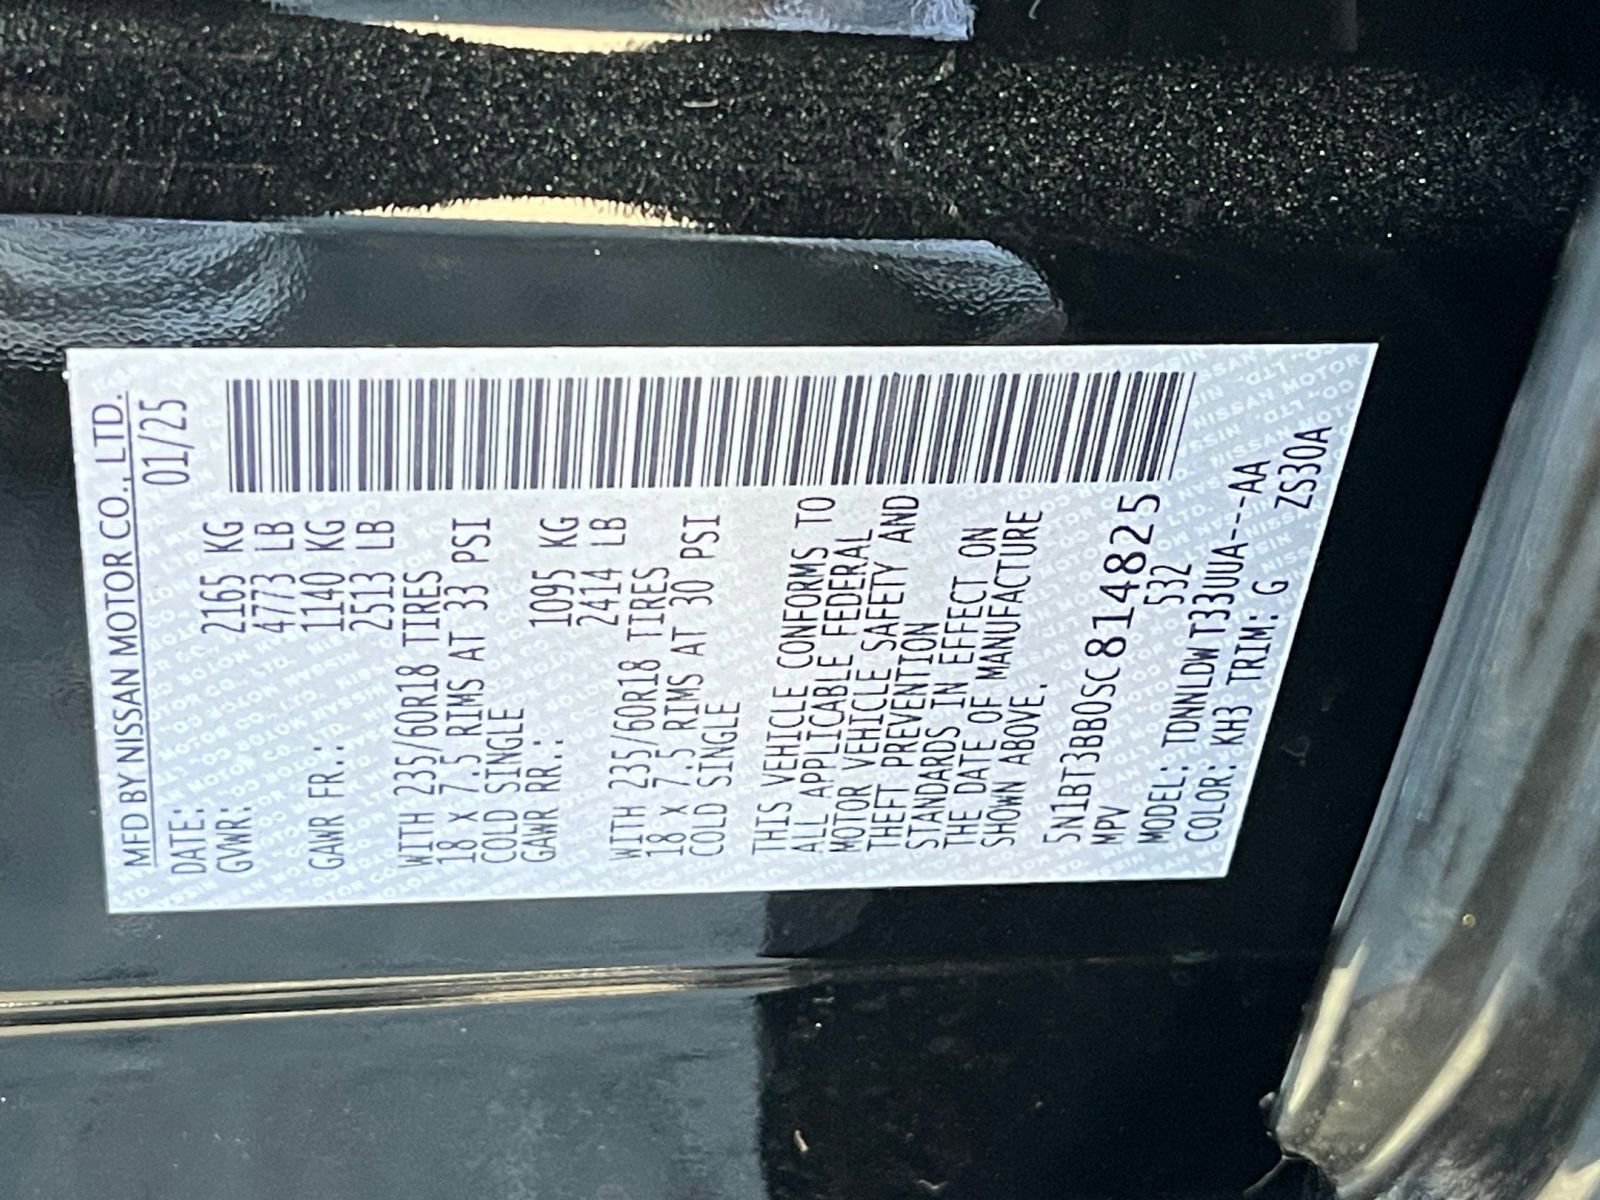 MFD BY NISSAN MOTOR CO., LTD.
DATE: 01/25
GVWR: 2165 KG
4773 LB
GAWR FR.: 1140 KG
2513 LB
WITH 235/60R18 TIRES
18 x 7.5 RIMS AT 33 PSI
COLD SINGLE
GAWR RR.: 1095 KG
2414 LB
WITH 235/60R18 TIRES
18 x 7.5 RIMS AT 30 PSI
COLD SINGLE
THIS VEHICLE CONFORMS TO
ALL APPLICABLE FEDERAL
MOTOR VEHICLE SAFETY AND
THEFT PREVENTION
STANDARDS IN EFFECT ON
THE DATE OF MANUFACTURE
SHOWN ABOVE.
5N1BT3BB0SC814825
MPV 532
MODEL: TDNNLDW T33UUA---AA
COLOR: KH3 TRIM: G ZS30A